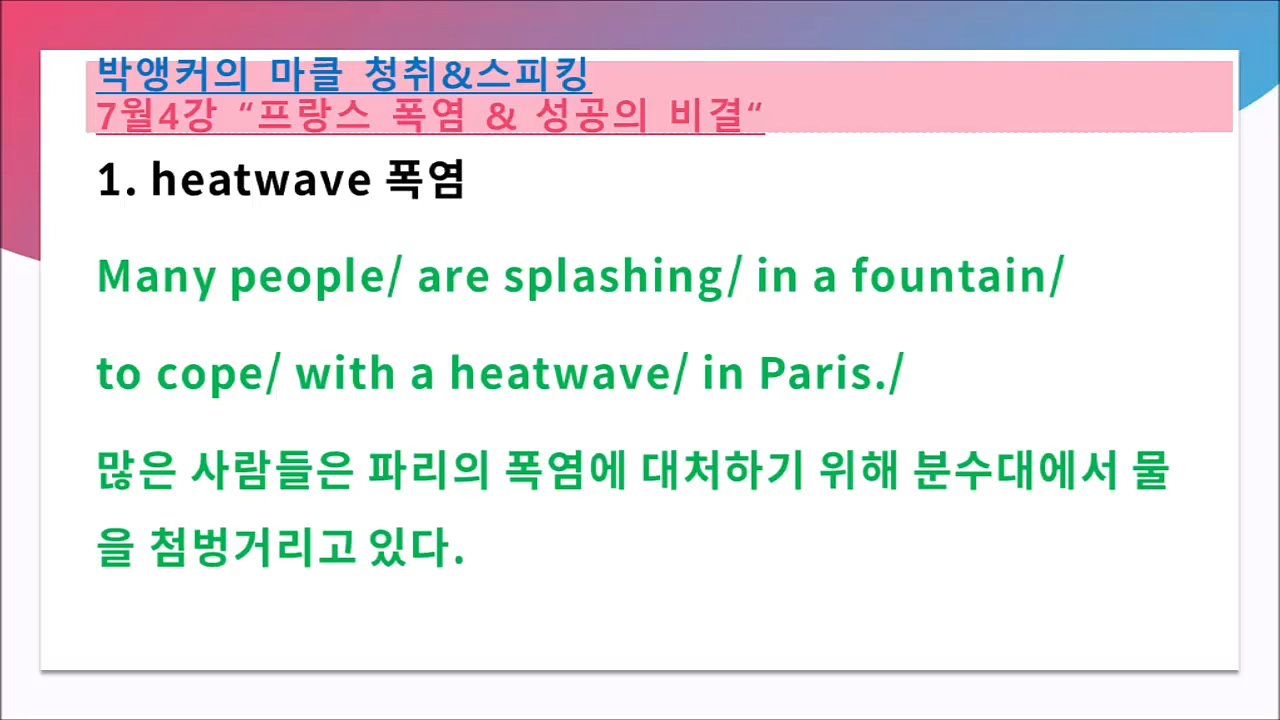 박앵커의 마클 청취&스피킹
7월4강 “프랑스 폭염 & 성공의 비결“
1. heatwave 폭염
Many people/ are splashing/ in a fountain/
to cope/ with a heatwave/ in Paris./
많은 사람들은 파리의 폭염에 대처하기 위해 분수대에서 물
을 첨벙거리고 있다.